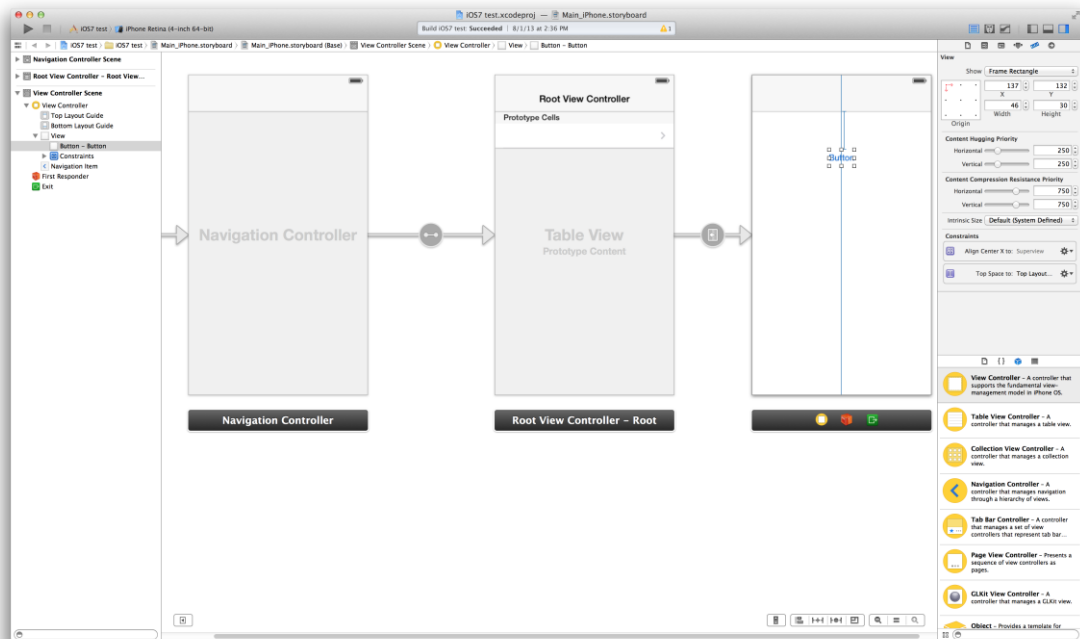 iOS7 test.xcodeproj — Main_iPhone.storyboard
iOS7 test iPhone Retina (4-inch 64-bit)
Build iOS7 test: Succeeded | 8/1/13 at 2:36 PM
1
iOS7 test iOS7 test Main_iPhone.storyboard Main_iPhone.storyboard (Base) View Controller Scene View Controller View Button – Button
Navigation Controller Scene
Root View Controller – Root View...
View Controller Scene
View Controller
Top Layout Guide
Bottom Layout Guide
View
Button – Button
Constraints
Navigation Item
First Responder
Exit
Navigation Controller
Navigation Controller
Root View Controller
Prototype Cells
Table View
Prototype Content
Root View Controller – Root
Button
View
Show Frame Rectangle
137 132
X Y
46 30
Origin Width Height
Content Hugging Priority
Horizontal 250
Vertical 250
Content Compression Resistance Priority
Horizontal 750
Vertical 750
Intrinsic Size Default (System Defined)
Constraints
Align Center X to: Superview
Top Space to: Top Layout...
{}
View Controller – A controller that
supports the fundamental view-
management model in iPhone OS.
Table View Controller – A
controller that manages a table view.
Collection View Controller – A
controller that manages a collection
view.
Navigation Controller – A
controller that manages navigation
through a hierarchy of views.
Tab Bar Controller – A controller
that manages a set of view
controllers that represent tab bar...
Page View Controller – Presents a
sequence of view controllers as
pages.
GLKit View Controller – A
controller that manages a GLKit view.
Object – Provides a template for